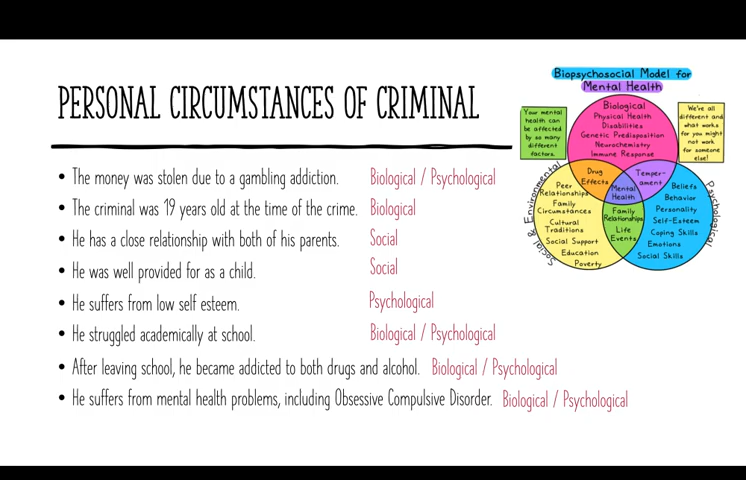 PERSONAL CIRCUMSTANCES OF CRIMINAL
• The money was stolen due to a gambling addiction. Biological / Psychological
• The criminal was 19 years old at the time of the crime. Biological
• He has a close relationship with both of his parents. Social
• He was well provided for as a child. Social
• He suffers from low self esteem. Psychological
• He struggled academically at school. Biological / Psychological
• After leaving school, he became addicted to both drugs and alcohol. Biological / Psychological
• He suffers from mental health problems, including Obsessive Compulsive Disorder. Biological / Psychological
Biopsychosocial Model for
Mental Health
Your mental
health can
be affected
by so many
different
factors.
We're all
different and
what works
for you might
not work
for someone
else!
Biological
Physical Health
Disabilities
Genetic Predisposition
Neurochemistry
Immune Response
Drug
Effects
Temper-
ament
Mental
Health
Social & Environmental
Peer
Relationships
Family
Circumstances
Cultural
Traditions
Social Support
Education
Poverty
Family
Relationships
Life
Events
Psychological
Beliefs
Behavior
Personality
Self-Esteem
Coping Skills
Emotions
Social Skills